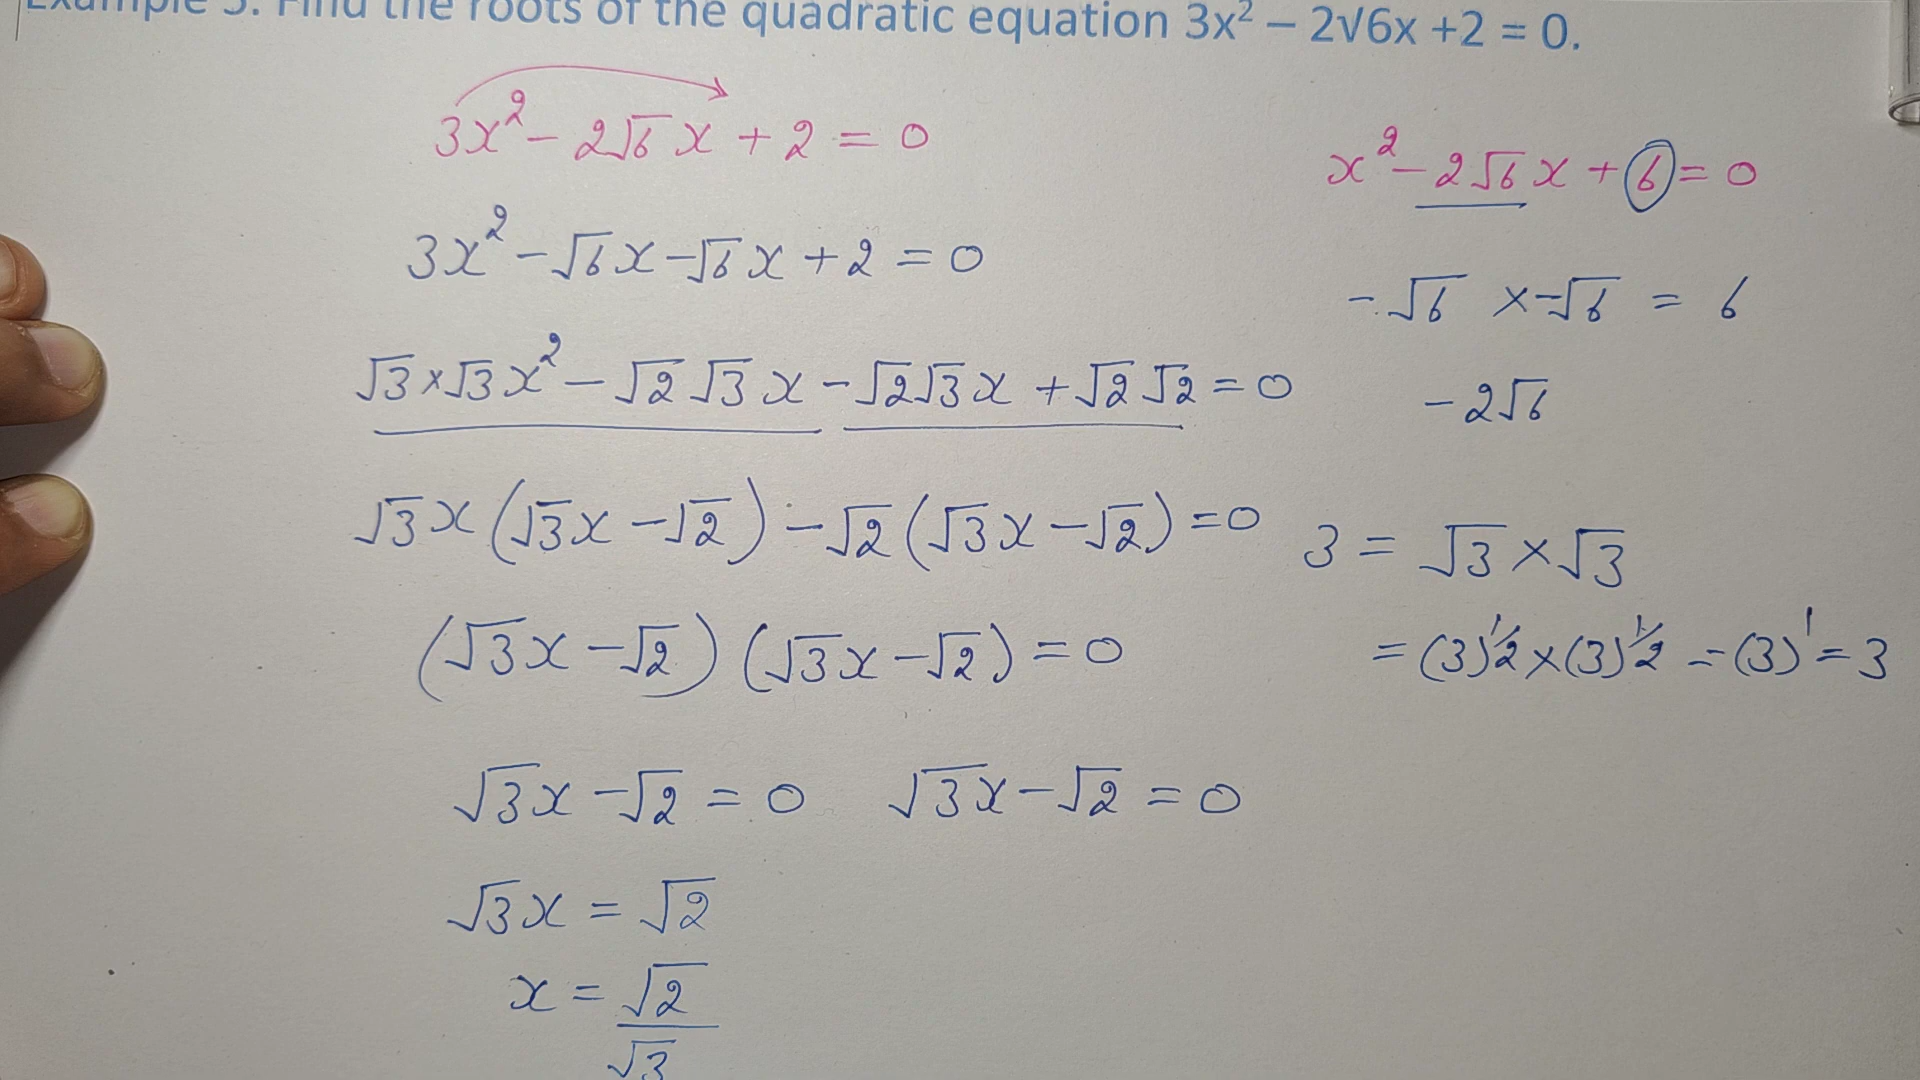 Example 3. Find the roots of the quadratic equation 3x² – 2√6x +2 = 0.
3x² - 2√6 x + 2 = 0
3x² - √6 x - √6 x + 2 = 0
√3 × √3 x² - √2 √3 x - √2 √3 x + √2 √2 = 0
√3 x (√3 x - √2) - √2 (√3 x - √2) = 0
(√3 x - √2) (√3 x - √2) = 0
√3 x - √2 = 0   √3 x - √2 = 0
√3 x = √2
x = √2/√3
x² - 2√6 x + 6 = 0
- √6 × -√6 = 6
- 2√6
3 = √3 × √3
= (3)^1/2 × (3)^1/2 = (3)^1 = 3